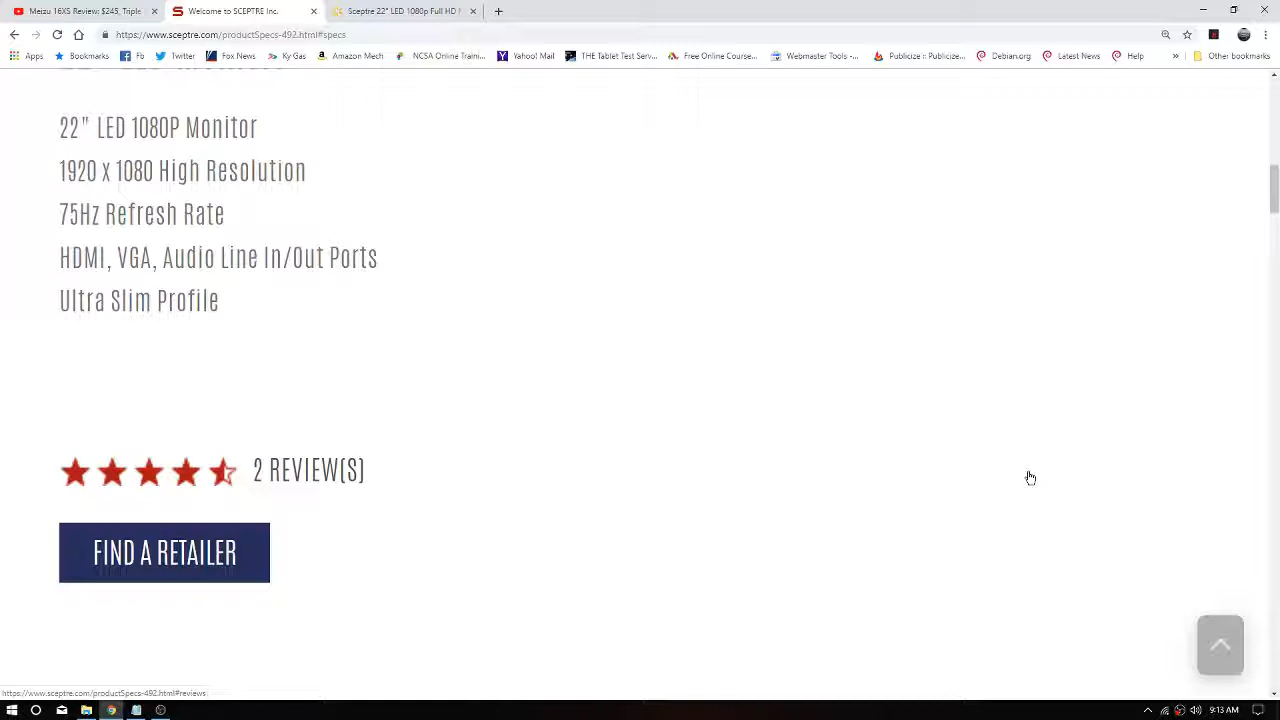 Meizu 16XS Review: $245, Triple
Welcome to SCEPTRE Inc.
Sceptre 22" LED 1080p Full HD
https://www.sceptre.com/productSpecs-492.html#specs
Apps
Bookmarks
Fb
Twitter
Fox News
Ky Gas
Amazon Mech
NCSA Online Traini...
Yahoo! Mail
THE Tablet Test Serv...
Free Online Course...
Webmaster Tools -...
Publicize :: Publicize...
Debian.org
Latest News
Help
»
Other bookmarks
22" LED 1080P Monitor
1920 x 1080 High Resolution
75Hz Refresh Rate
HDMI, VGA, Audio Line In/Out Ports
Ultra Slim Profile
2 REVIEW(S)
FIND A RETAILER
https://www.sceptre.com/productSpecs-492.html#reviews
9:13 AM